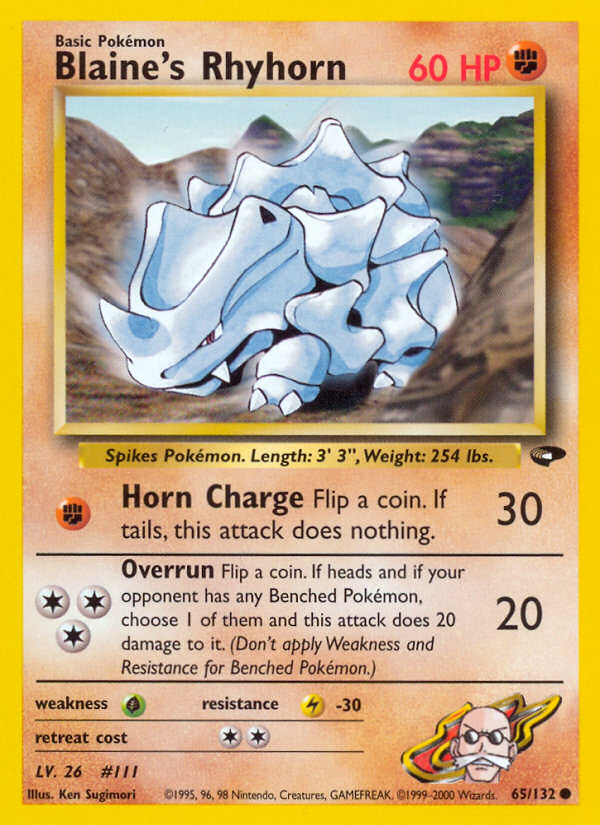 Basic Pokémon
Blaine's Rhyhorn 60 HP
Spikes Pokémon. Length: 3' 3", Weight: 254 lbs.
Horn Charge Flip a coin. If
tails, this attack does nothing.
30
Overrun Flip a coin. If heads and if your
opponent has any Benched Pokémon,
choose 1 of them and this attack does 20
damage to it. (Don't apply Weakness and
Resistance for Benched Pokémon.)
20
weakness resistance -30
retreat cost
LV. 26 #111
Illus. Ken Sugimori ©1995, 96, 98 Nintendo, Creatures, GAMEFREAK. ©1999-2000 Wizards. 65/132